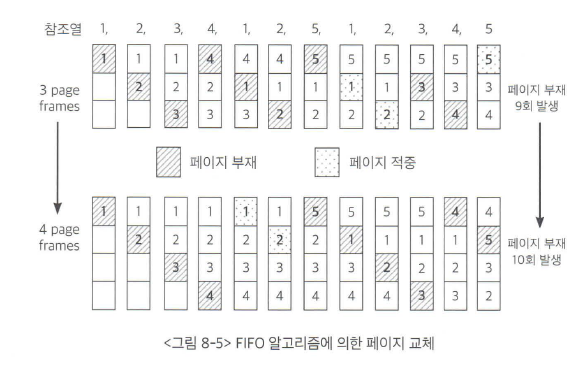 참조열 1, 2, 3, 4, 1, 2, 5, 1, 2, 3, 4, 5
3 page frames
1 1 1 4 4 4 5 5 5 5 5 5
2 2 2 1 1 1 1 1 3 3 3
3 3 3 2 2 2 2 2 4 4
페이지 부재 9회 발생
페이지 부재 페이지 적중
4 page frames
1 1 1 1 1 1 5 5 5 5 4 4
2 2 2 2 2 2 1 1 1 1 5
3 3 3 3 3 3 2 2 2 3
4 4 4 4 4 4 3 3 2
페이지 부재 10회 발생
<그림 8-5> FIFO 알고리즘에 의한 페이지 교체